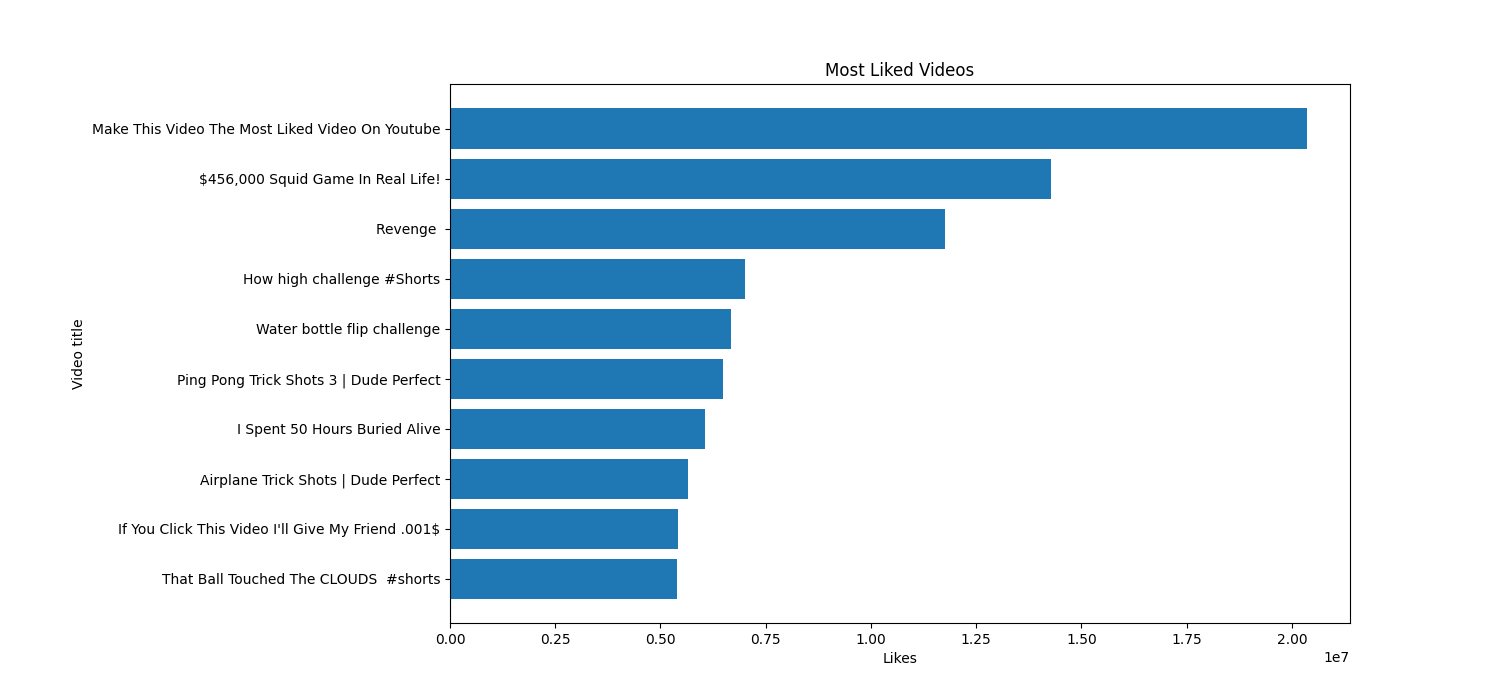 Most Liked Videos
Make This Video The Most Liked Video On Youtube
$456,000 Squid Game In Real Life!
Revenge
How high challenge #Shorts
Water bottle flip challenge
Ping Pong Trick Shots 3 | Dude Perfect
I Spent 50 Hours Buried Alive
Airplane Trick Shots | Dude Perfect
If You Click This Video I'll Give My Friend .001$
That Ball Touched The CLOUDS  #shorts
Video title
0.00 0.25 0.50 0.75 1.00 1.25 1.50 1.75 2.00
Likes
1e7